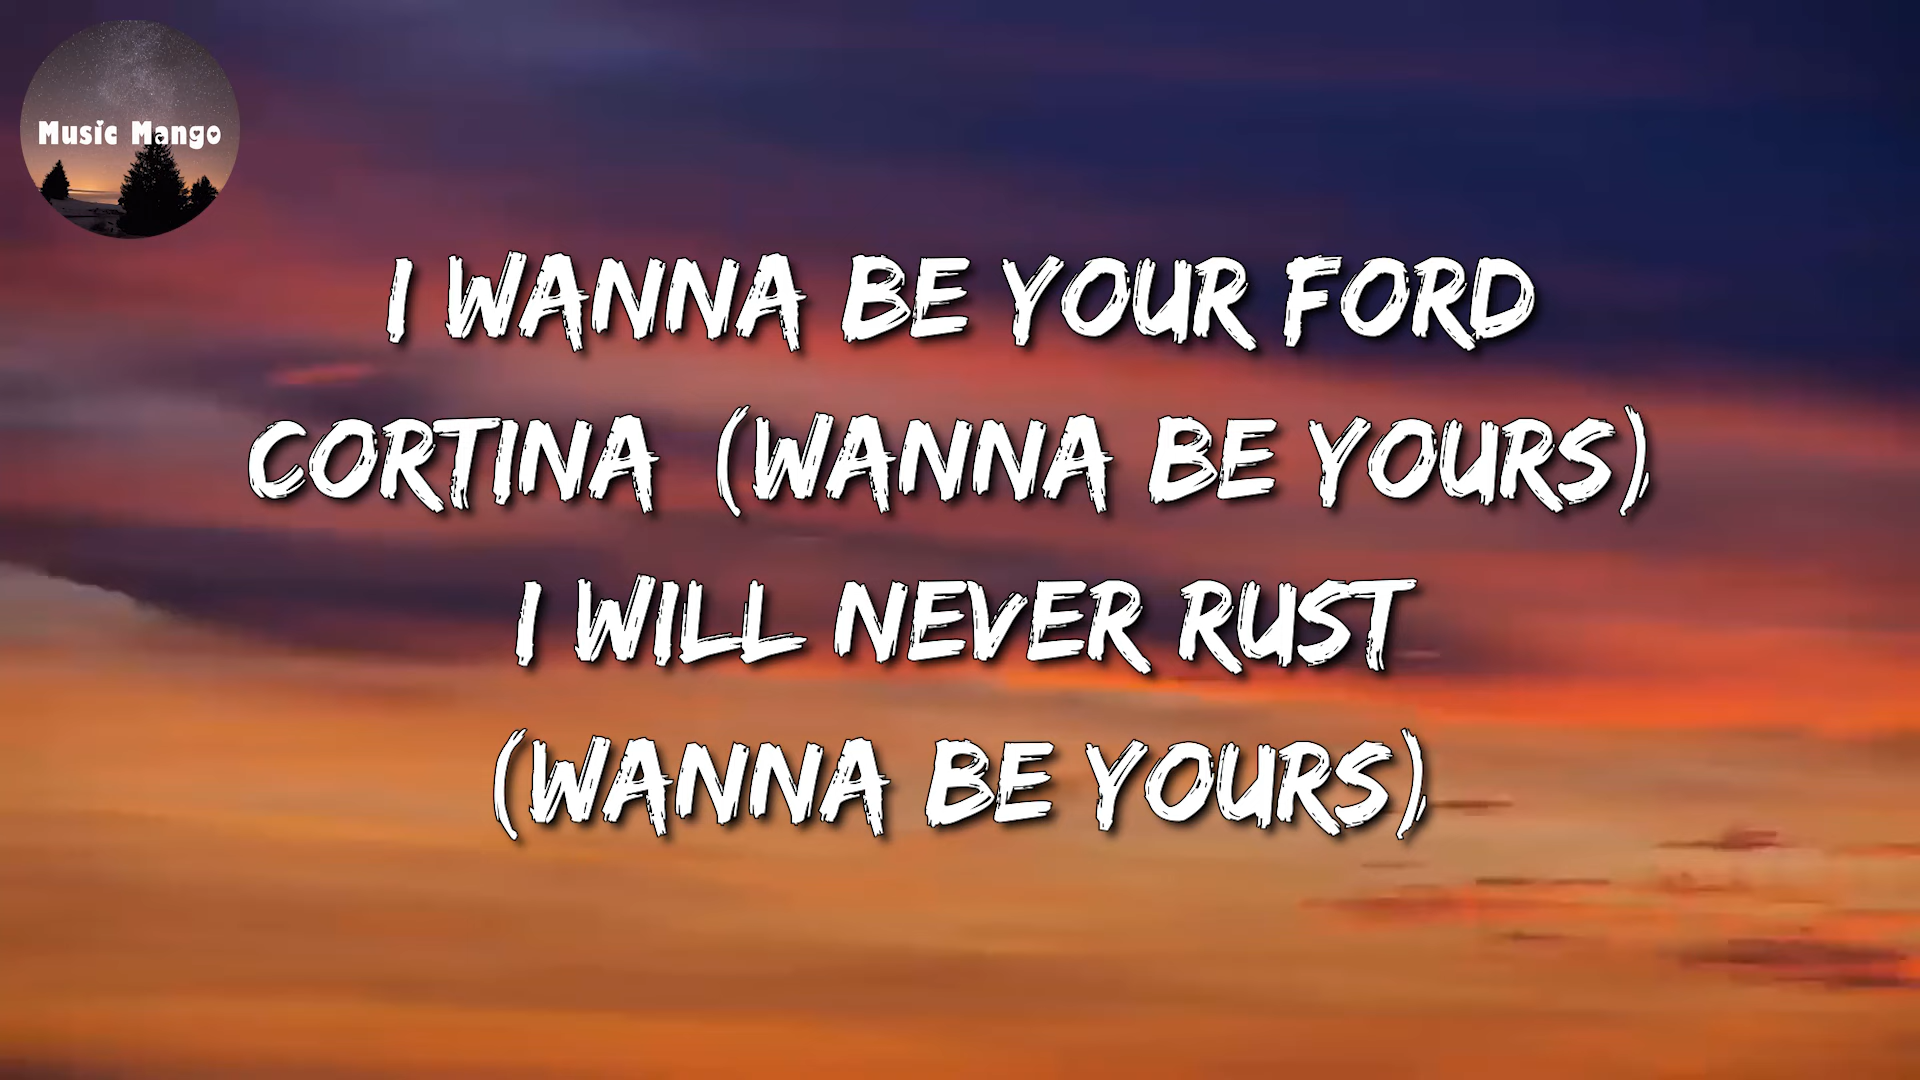 Music Mango
I WANNA BE YOUR FORD
CORTINA (WANNA BE YOURS)
I WILL NEVER RUST
(WANNA BE YOURS)